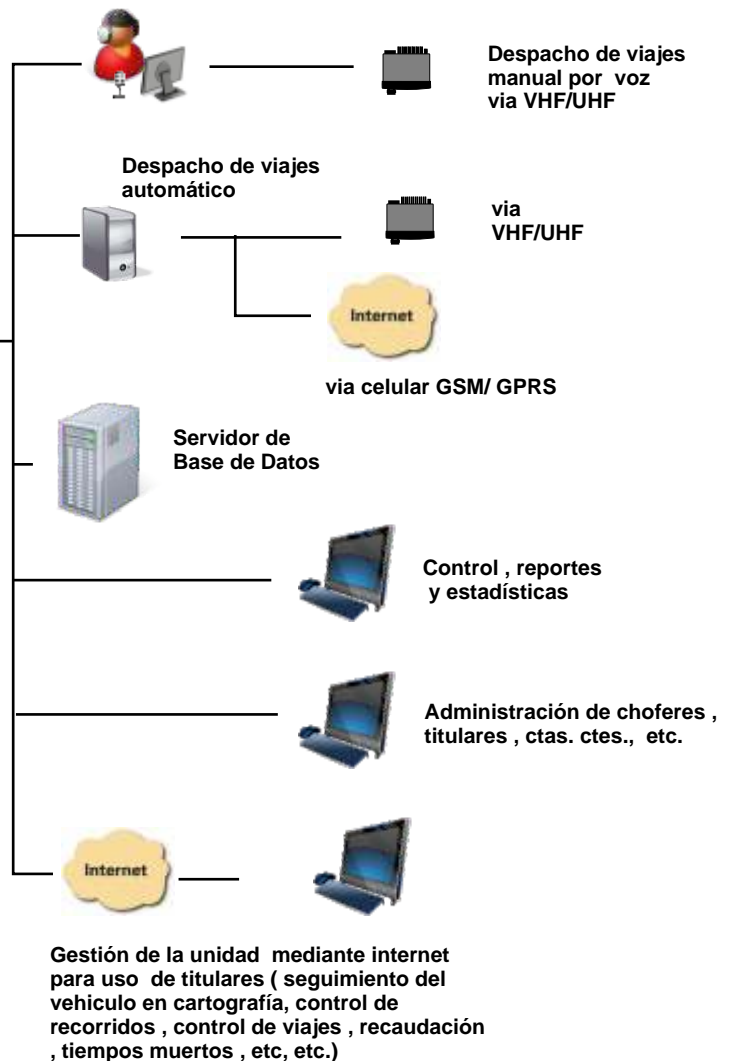 Despacho de viajes
manual por voz
via VHF/UHF
Despacho de viajes
automático
via
VHF/UHF
Internet
via celular GSM/ GPRS
Servidor de
Base de Datos
Control , reportes
y estadísticas
Administración de choferes ,
titulares , ctas. ctes., etc.
Internet
Gestión de la unidad mediante internet
para uso de titulares ( seguimiento del
vehiculo en cartografía, control de
recorridos , control de viajes , recaudación
, tiempos muertos , etc, etc.)